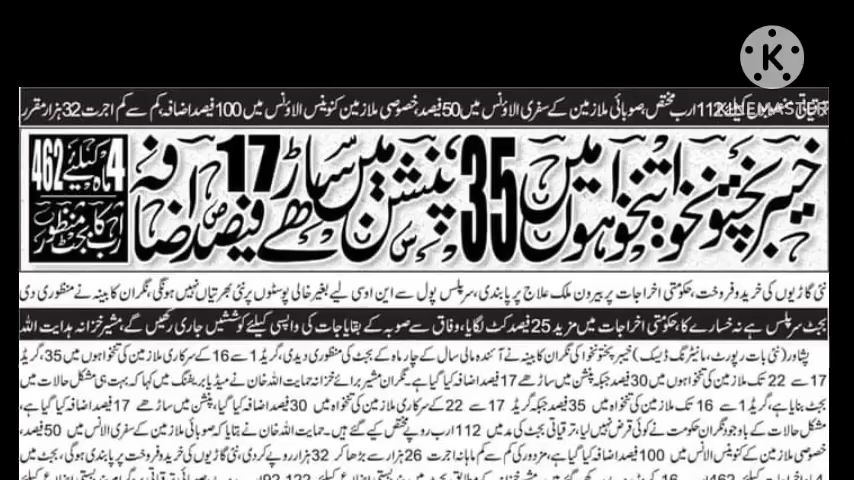 K
KINEMASTER
کیلئے 112 ارب مختص، صوبائی ملازمین کے سفری الاؤنس میں 50 فیصد، خصوصی ملازمین کنوینس الاؤنس میں 100 فیصد اضافہ، کم سے کم اجرت 32 ہزار مقرر
خیبر پختونخوا تنخواہوں میں 35، پنشن میں ساڑھے 17 فیصد اضافہ
4 ماہ کیلئے 462
ارب کا بجٹ منظور
نئی گاڑیوں کی خرید و فروخت، حکومتی اخراجات پر بیرون ملک علاج پر پابندی، سرپلس پول سے این او سی لیے بغیر خالی پوسٹوں پر نئی بھرتیاں نہیں ہونگی، نگران کابینہ نے منظوری دی
بجٹ سرپلس ہے نہ خسارے کا، حکومتی اخراجات میں مزید 25 فیصد کٹ لگایا، وفاق سے صوبہ کے بقایاجات کی واپسی کیلئے کوششیں جاری رکھیں گے، مشیر خزانہ ہدایت اللہ
پشاور (نئی بات رپورٹ، مانیٹرنگ ڈیسک) خیبر پختونخوا کی نگران کابینہ نے آئندہ مالی سال کے چار ماہ کے بجٹ کی منظوری دیدی، گریڈ 1 سے 16 کے سرکاری ملازمین کی تنخواہوں میں 35، گریڈ
17 سے 22 تک ملازمین کی تنخواہوں میں 30 فیصد جبکہ پنشن میں ساڑھے 17 فیصد اضافہ کیا گیا ہے۔ نگران مشیر برائے خزانہ حمایت اللہ خان نے میڈیا بریفنگ میں کہا کہ بہت ہی مشکل حالات میں
بجٹ بنایا ہے، گریڈ 1 سے 16 تک ملازمین کی تنخواہ میں 35 فیصد جبکہ گریڈ 17 سے 22 کے سرکاری ملازمین کی تنخواہ میں 30 فیصد اضافہ کیا گیا، پنشن میں ساڑھے 17 فیصد اضافہ کیا گیا ہے،
مشکل حالات کے باوجود نگران حکومت نے کوئی قرض نہیں لیا، ترقیاتی بجٹ کی مد میں 112 ارب روپے مختص کیے گئے ہیں۔ حمایت اللہ خان نے بتایا کہ صوبائی ملازمین کے سفری الاؤنس میں 50 فیصد،
خصوصی ملازمین کے کنوینس الاؤنس میں 100 فیصد اضافہ کیا گیا ہے، مزدور کی کم سے کم ماہانہ اجرت 26 ہزار سے بڑھا کر 32 ہزار روپے کر دی، نئی گاڑیوں کی خرید و فروخت پر پابندی ہوگی، بجٹ میں